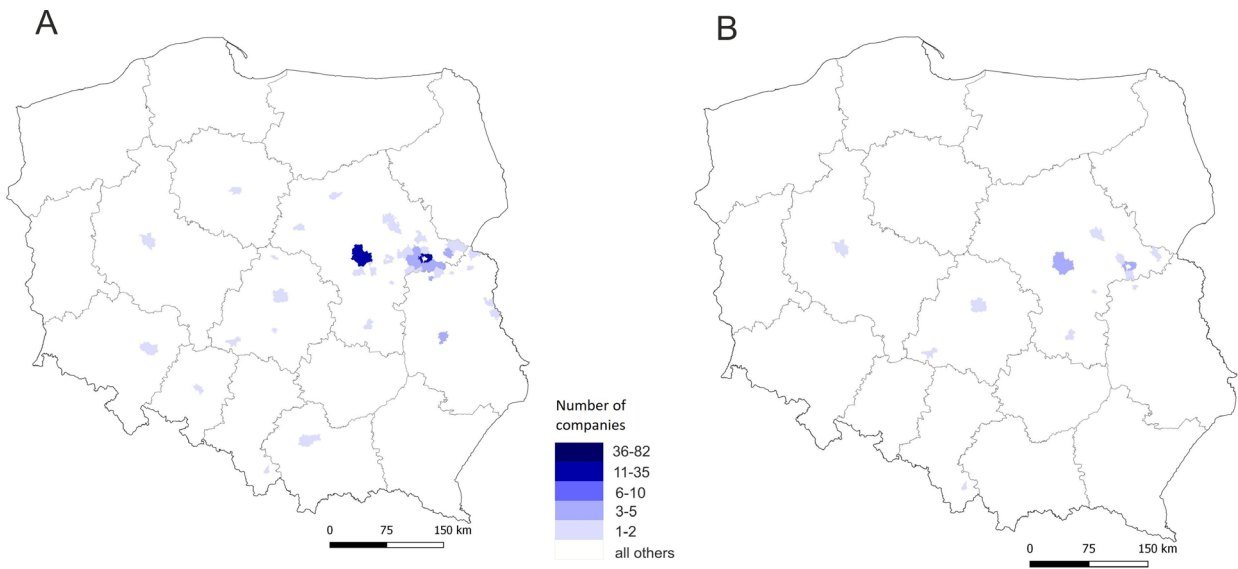 A
B
Number of
companies
36-82
11-35
6-10
3-5
1-2
all others
0 75 150 km
0 75 150 km